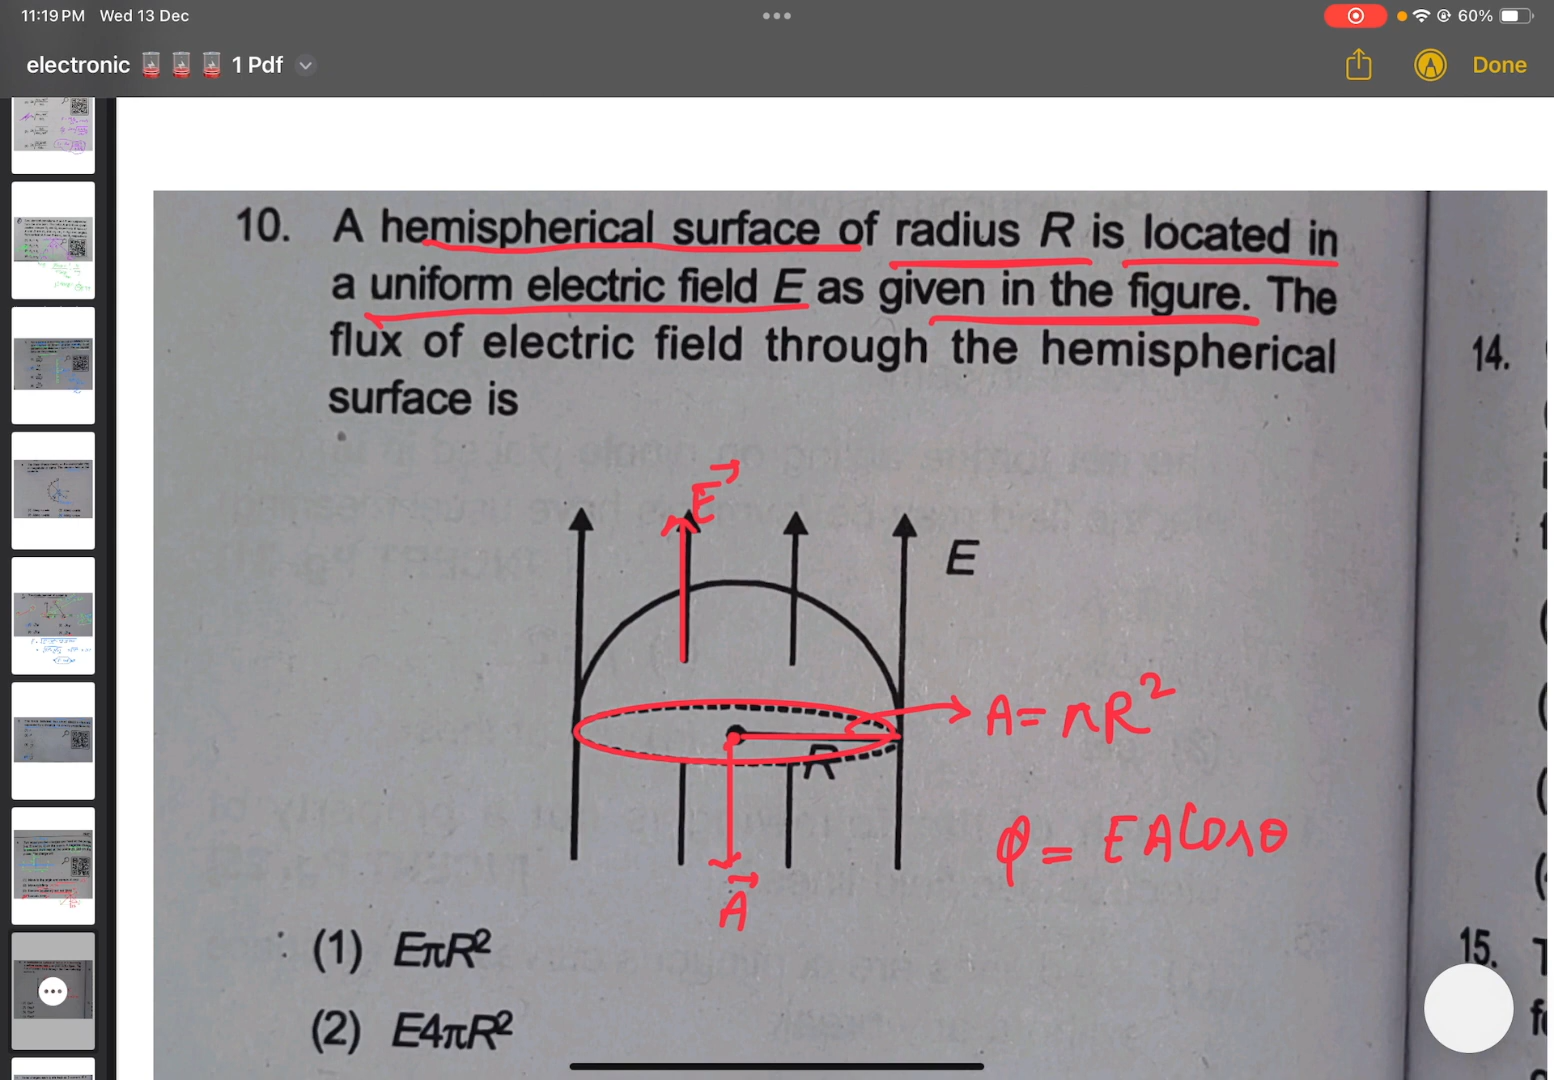 11:19 PM Wed 13 Dec
60%
electronic 1 Pdf
Done
10. A hemispherical surface of radius R is located in
a uniform electric field E as given in the figure. The
flux of electric field through the hemispherical
surface is
14.
E
E
R
A = πR²
φ = EA Cosθ
A
(1) EπR²
(2) E4πR²
15.